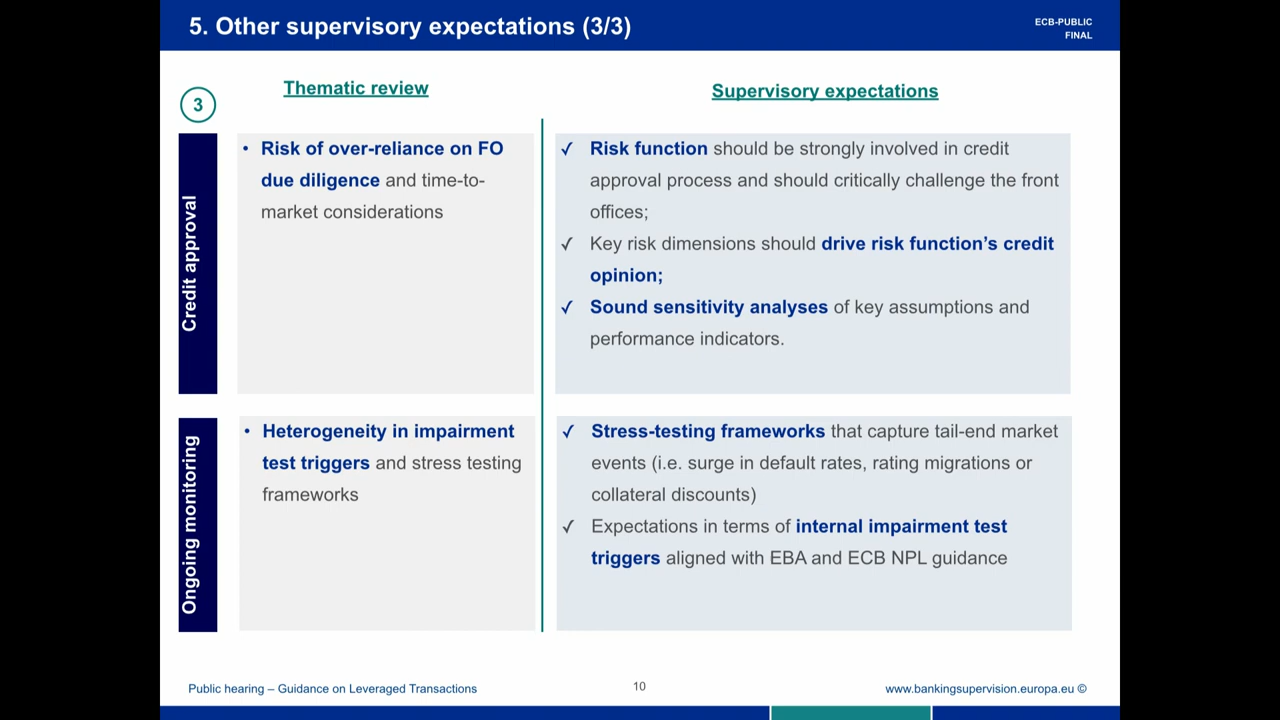 5. Other supervisory expectations (3/3)
ECB-PUBLIC
FINAL
Thematic review
Supervisory expectations
3
Credit approval
• Risk of over-reliance on FO
due diligence and time-to-
market considerations
✓ Risk function should be strongly involved in credit
approval process and should critically challenge the front
offices;
✓ Key risk dimensions should drive risk function’s credit
opinion;
✓ Sound sensitivity analyses of key assumptions and
performance indicators.
Ongoing monitoring
• Heterogeneity in impairment
test triggers and stress testing
frameworks
✓ Stress-testing frameworks that capture tail-end market
events (i.e. surge in default rates, rating migrations or
collateral discounts)
✓ Expectations in terms of internal impairment test
triggers aligned with EBA and ECB NPL guidance
Public hearing – Guidance on Leveraged Transactions
10
www.bankingsupervision.europa.eu ©